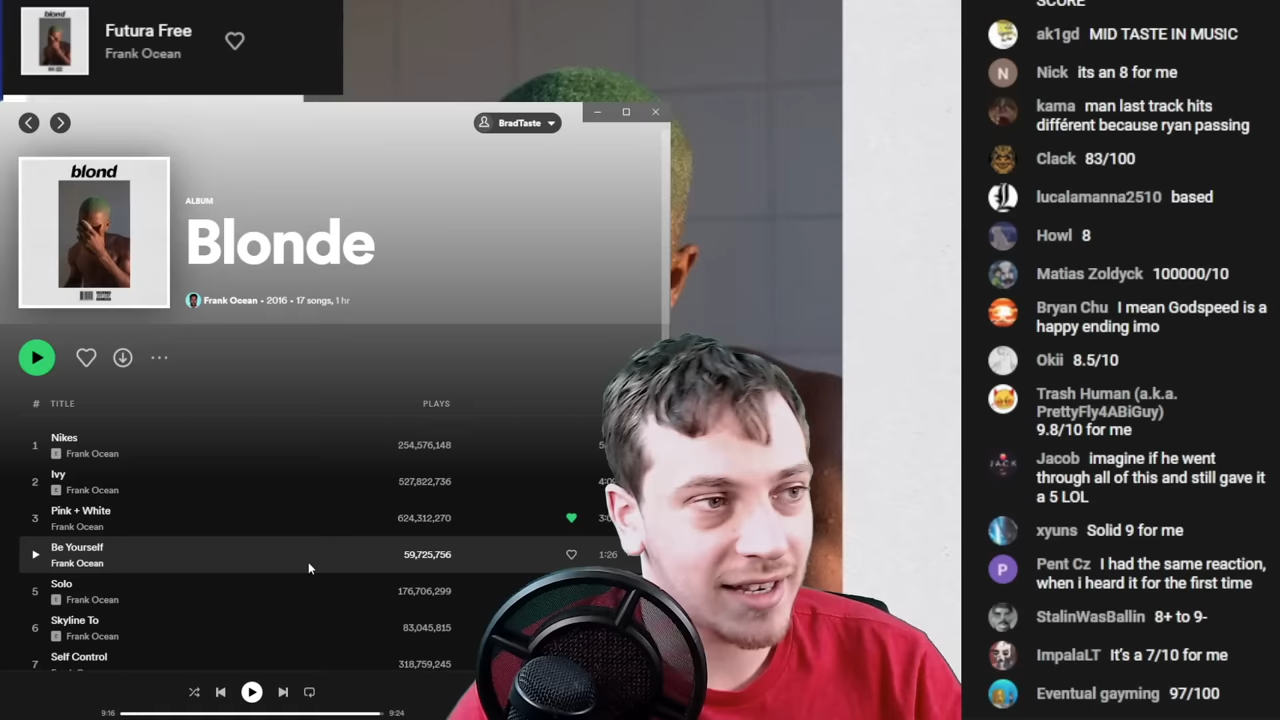 blond
Futura Free
Frank Ocean
BradTaste
blond
ALBUM
Blonde
Frank Ocean • 2016 • 17 songs, 1 hr
# TITLE PLAYS
1 Nikes 254,576,148
E Frank Ocean
2 Ivy 527,822,736
E Frank Ocean
3 Pink + White 624,312,270
Frank Ocean
Be Yourself 59,725,756 1:26
Frank Ocean
5 Solo 176,706,299
E Frank Ocean
6 Skyline To 83,045,815
E Frank Ocean
7 Self Control 318,759,245
9:16 9:24
SCORE
ak1gd MID TASTE IN MUSIC
N Nick its an 8 for me
kama man last track hits
différent because ryan passing
Clack 83/100
lucalamanna2510 based
Howl 8
Matias Zoldyck 100000/10
Bryan Chu I mean Godspeed is a
happy ending imo
Okii 8.5/10
Trash Human (a.k.a.
PrettyFly4ABiGuy)
9.8/10 for me
JACK
Jacob imagine if he went
through all of this and still gave it
a 5 LOL
xyuns Solid 9 for me
P Pent Cz I had the same reaction,
when i heard it for the first time
StalinWasBallin 8+ to 9-
ImpalaLT It's a 7/10 for me
Eventual gayming 97/100